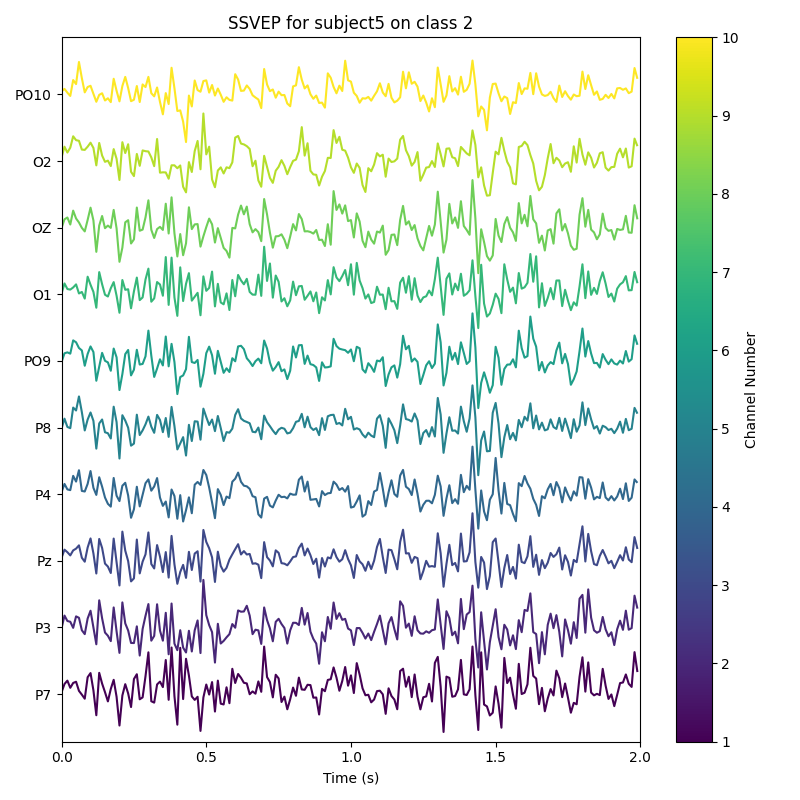 SSVEP for subject5 on class 2
PO10
O2
OZ
O1
PO9
P8
P4
Pz
P3
P7
0.0 0.5 1.0 1.5 2.0
Time (s)
10
9
8
7
6
5
4
3
2
1
Channel Number